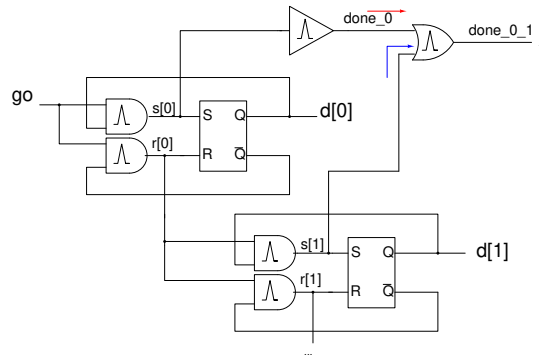 done_0
done_0_1
go
s[0]
S
Q
d[0]
r[0]
R
Q̅
s[1]
S
Q
d[1]
r[1]
R
Q̅
...